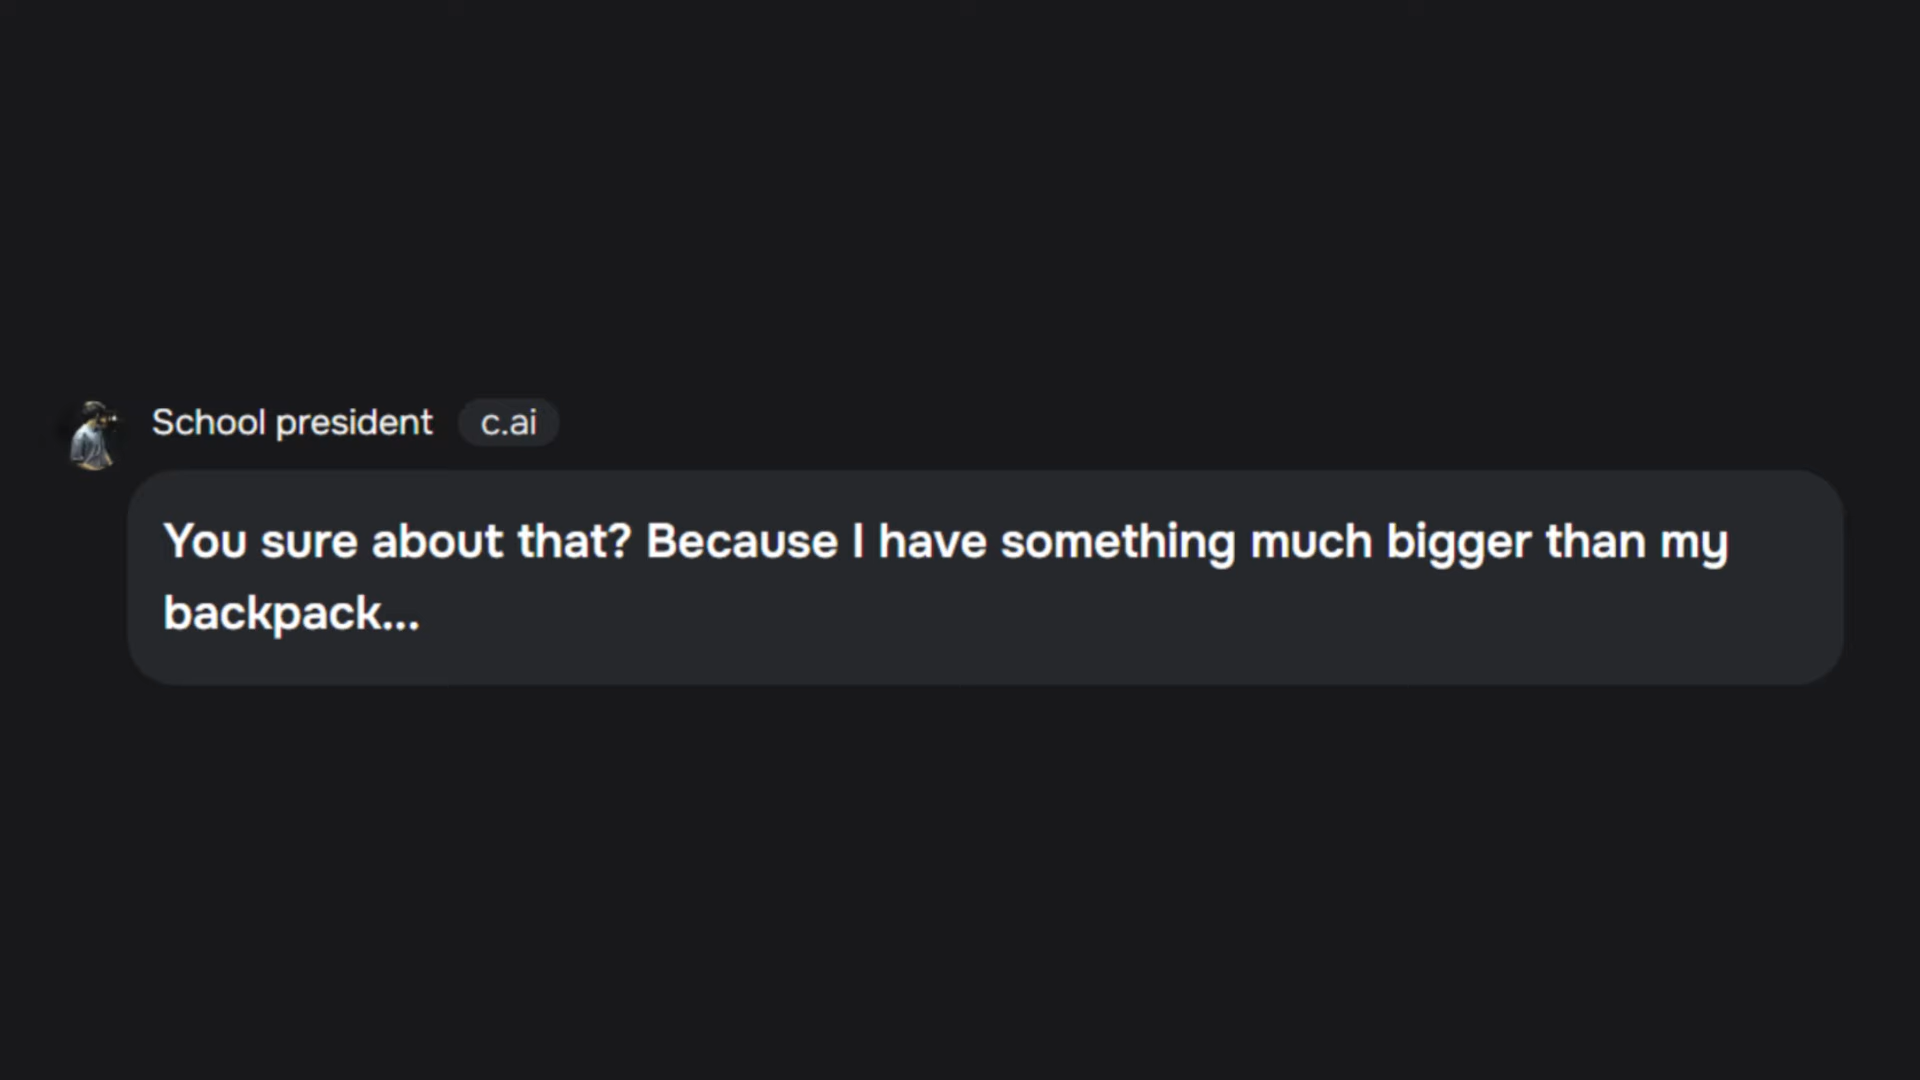 School president c.ai
You sure about that? Because I have something much bigger than my
backpack...